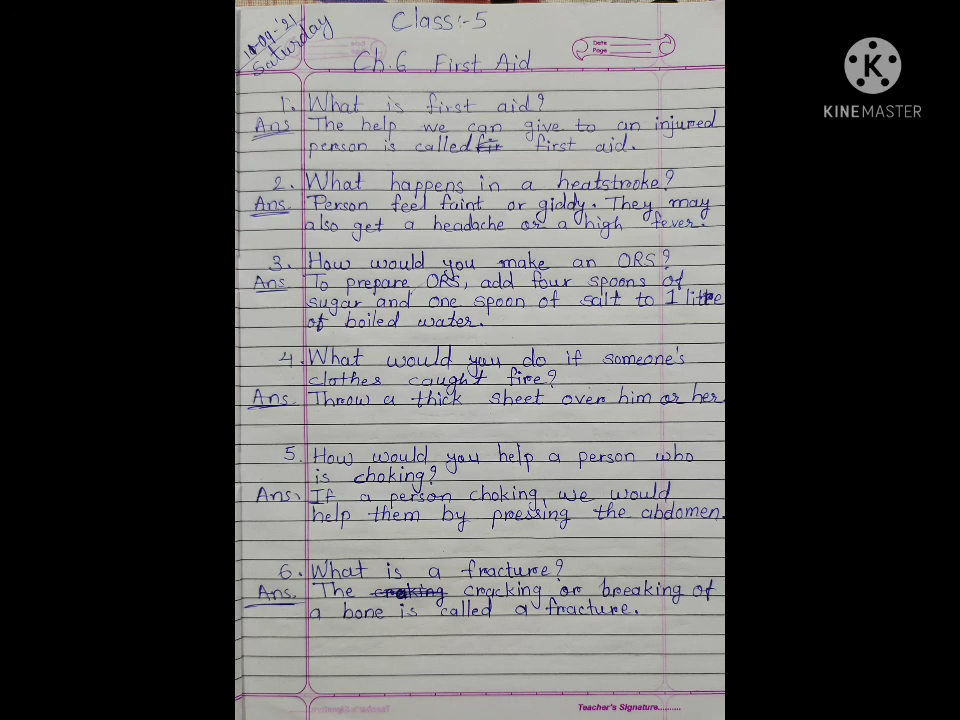 Class:-5
Saturday
Date
Page
Ch.6 First Aid
1. What is first aid?
Ans The help we can give to an injured
person is called first aid.
2. What happens in a heatstroke?
Ans. Person feel faint or giddy. They may
also get a headache or a high fever.
3. How would you make an ORS?
Ans. To prepare ORS, add four spoons of
sugar and one spoon of salt to 1 litre
of boiled water.
4. What would you do if someone's
clothes caught fire?
Ans. Throw a thick sheet over him or her
5. How would you help a person who
is choking?
Ans. If a person choking, we would
help them by pressing the abdomen.
6. What is a fracture?
Ans. The cracking or breaking of
a bone is called a fracture.
Teacher's Signature.........
K
KINEMASTER